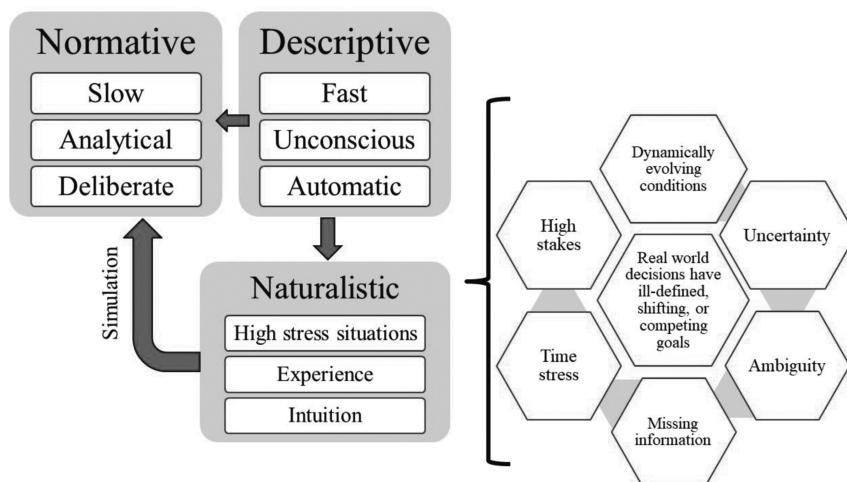 Normative
Slow
Analytical
Deliberate
Descriptive
Fast
Unconscious
Automatic
Simulation
Naturalistic
High stress situations
Experience
Intuition
Dynamically
evolving
conditions
High
stakes
Uncertainty
Real world
decisions have
ill-defined,
shifting, or
competing
goals
Time
stress
Ambiguity
Missing
information